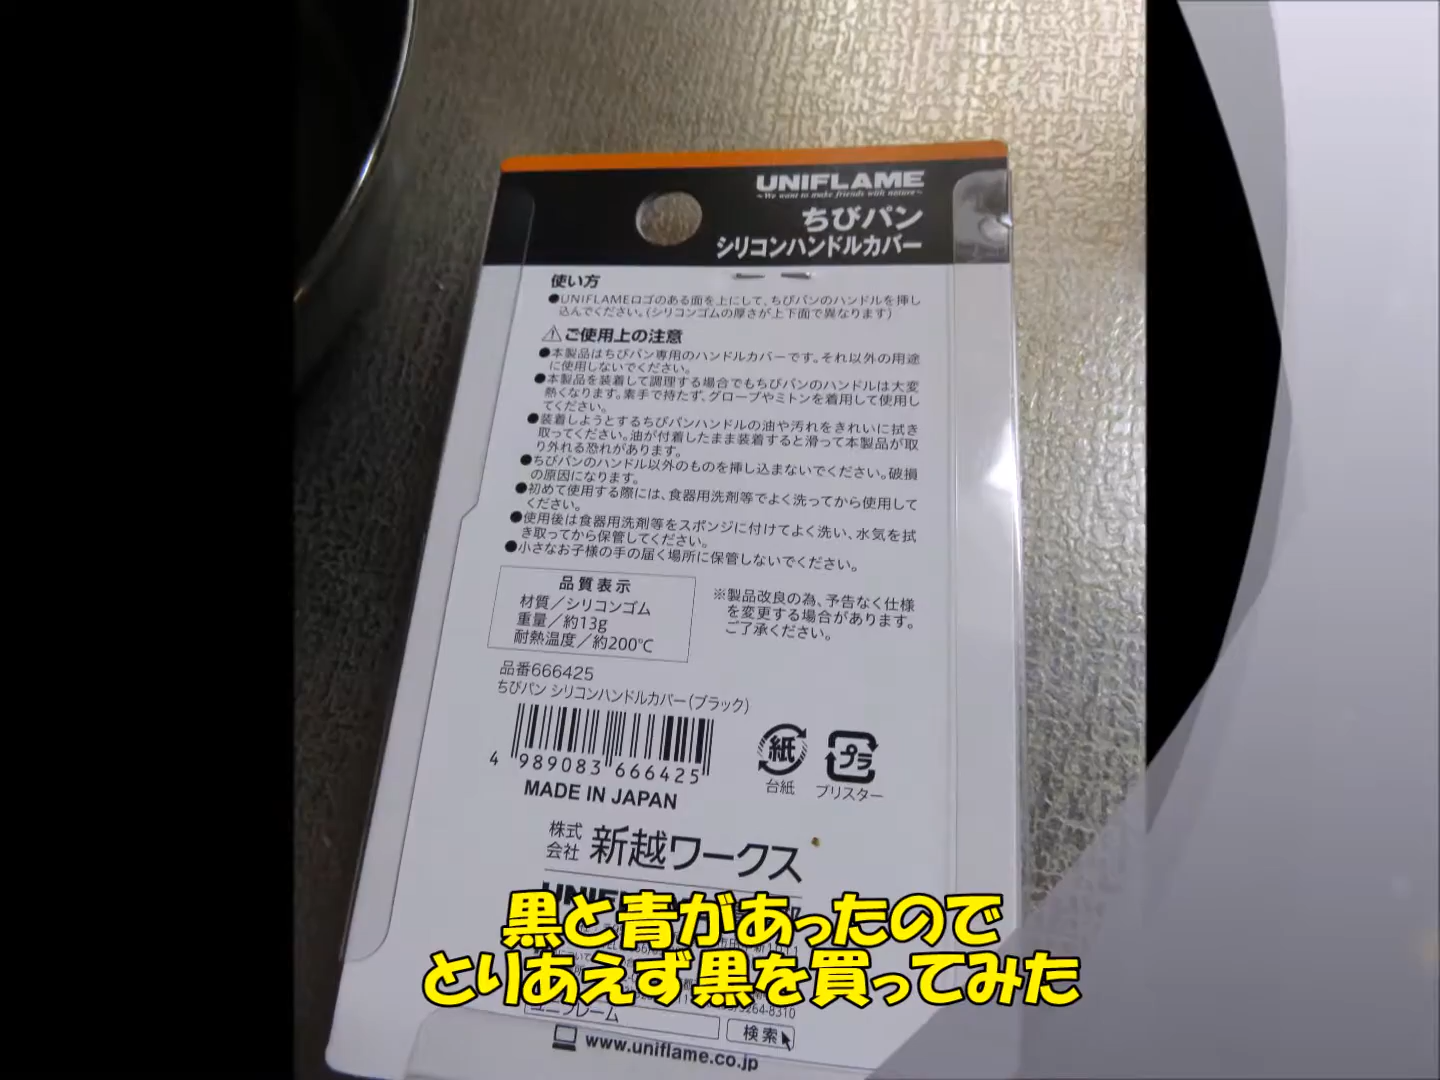 UNIFLAME
~We want to make friends with nature~
ちびパン
シリコンハンドルカバー
使い方
●UNIFLAMEロゴのある面を上にして、ちびパンのハンドルを挿し
込んでください。(シリコンゴムの厚さが上下面で異なります)
⚠ご使用上の注意
●本製品はちびパン専用のハンドルカバーです。それ以外の用途
に使用しないでください。
●本製品を装着して調理する場合でもちびパンのハンドルは大変
熱くなります。素手で持たず、グローブやミトンを着用して使用し
てください。
●装着しようとするちびパンハンドルの油や汚れをきれいに拭き
取ってください。油が付着したまま装着すると滑って本製品が取
り外れる恐れがあります。
●ちびパンのハンドル以外のものを挿し込まないでください。破損
の原因になります。
●初めて使用する際には、食器用洗剤等でよく洗ってから使用して
ください。
●使用後は食器用洗剤等をスポンジに付けてよく洗い、水気を拭
き取ってから保管してください。
●小さなお子様の手の届く場所に保管しないでください。
品質表示
材質／シリコンゴム
重量／約13g
耐熱温度／約200℃
※製品改良の為、予告なく仕様
を変更する場合があります。
ご了承ください。
品番666425
ちびパン シリコンハンドルカバー(ブラック)
4 989083 666425
紙
台紙
プラ
ブリスター
MADE IN JAPAN
株式会社 新越ワークス
黒と青があったので
とりあえず黒を買ってみた
ユニフレーム
検索
www.uniflame.co.jp